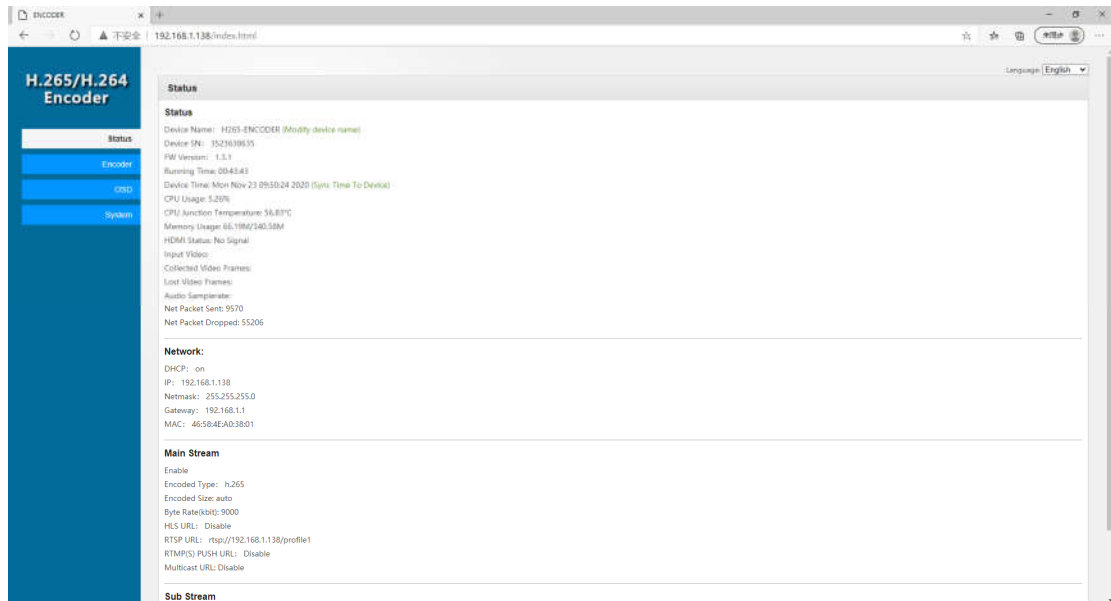 ENCODER
不安全 192.168.1.138/index.html
Language English
H.265/H.264
Encoder
Status
Encoder
OSD
System
Status
Status
Device Name: H265-ENCODER (Modify device name)
Device SN: 3523630635
FW Version: 1.3.1
Running Time: 00:43:43
Device Time: Mon Nov 23 09:50:24 2020 (Sync Time To Device)
CPU Usage: 5.26%
CPU Junction Temperature: 56.83°C
Memory Usage: 66.19M/340.58M
HDMI Status: No Signal
Input Video:
Collected Video Frames:
Lost Video Frames:
Audio Samplerate:
Net Packet Sent: 9570
Net Packet Dropped: 55206
Network:
DHCP: on
IP: 192.168.1.138
Netmask: 255.255.255.0
Gateway: 192.168.1.1
MAC: 46:58:4E:A0:38:01
Main Stream
Enable
Encoded Type: h.265
Encoded Size: auto
Byte Rate(kbit): 9000
HLS URL: Disable
RTSP URL: rtsp://192.168.1.138/profile1
RTMP(S) PUSH URL: Disable
Multicast URL: Disable
Sub Stream